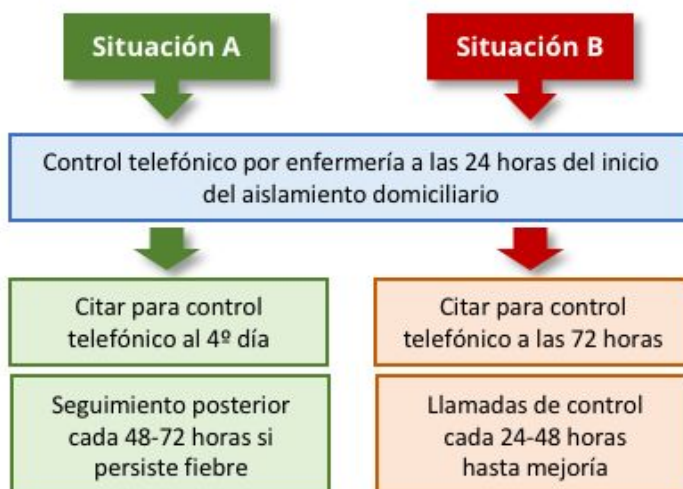 Situación A
Situación B
Control telefónico por enfermería a las 24 horas del inicio
del aislamiento domiciliario
Citar para control
telefónico al 4º día
Citar para control
telefónico a las 72 horas
Seguimiento posterior
cada 48-72 horas si
persiste fiebre
Llamadas de control
cada 24-48 horas
hasta mejoría